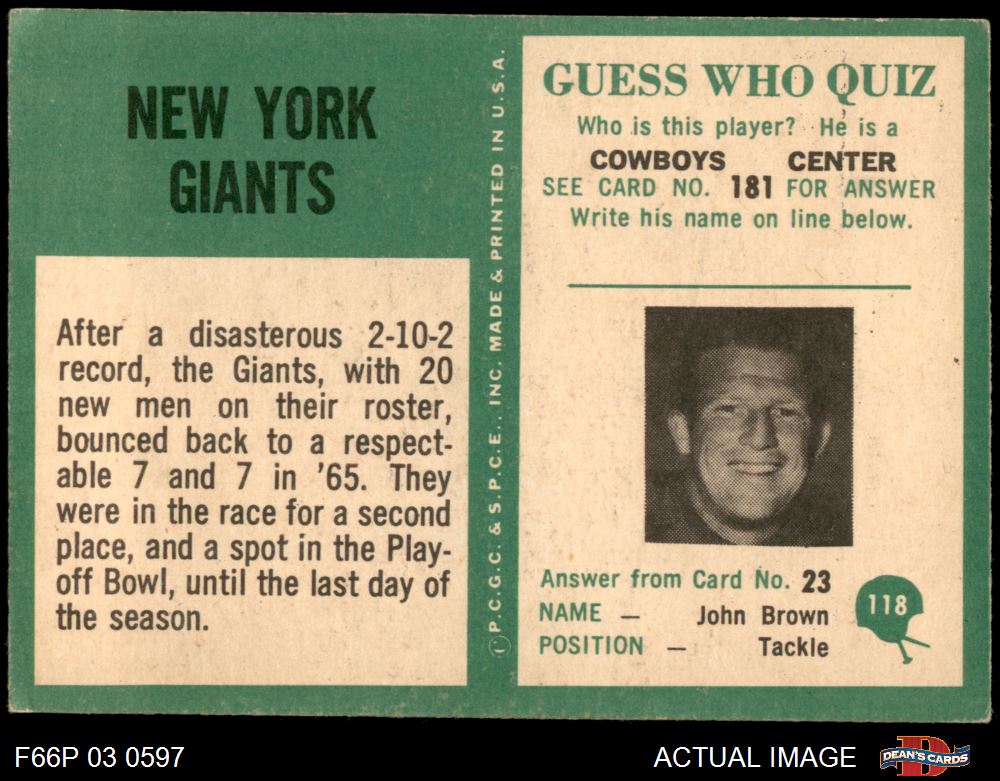 NEW YORK
GIANTS
After a disasterous 2-10-2
record, the Giants, with 20
new men on their roster,
bounced back to a respect-
able 7 and 7 in '65. They
were in the race for a second
place, and a spot in the Play-
off Bowl, until the last day of
the season.
© P.C.G.C. & S.P.C.E., INC. MADE & PRINTED IN U.S.A.
GUESS WHO QUIZ
Who is this player? He is a
COWBOYS CENTER
SEE CARD NO. 181 FOR ANSWER
Write his name on line below.
Answer from Card No. 23
NAME — John Brown
POSITION — Tackle
118
F66P 03 0597
ACTUAL IMAGE
D
DEAN'S CARDS